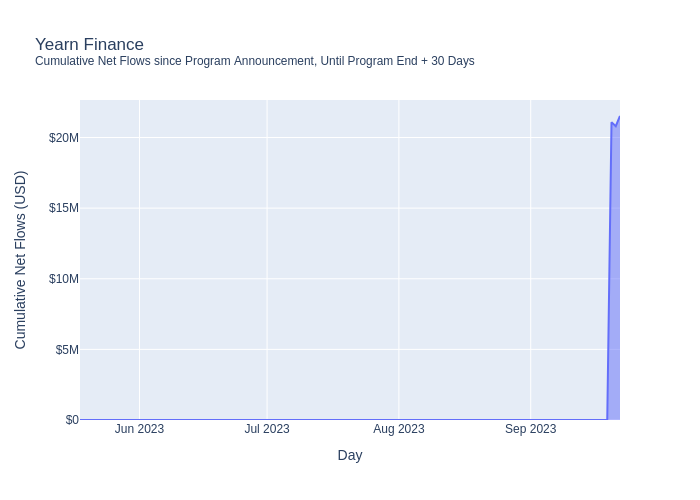 Yearn Finance
Cumulative Net Flows since Program Announcement, Until Program End + 30 Days
Cumulative Net Flows (USD)
$20M
$15M
$10M
$5M
$0
Jun 2023
Jul 2023
Aug 2023
Sep 2023
Day